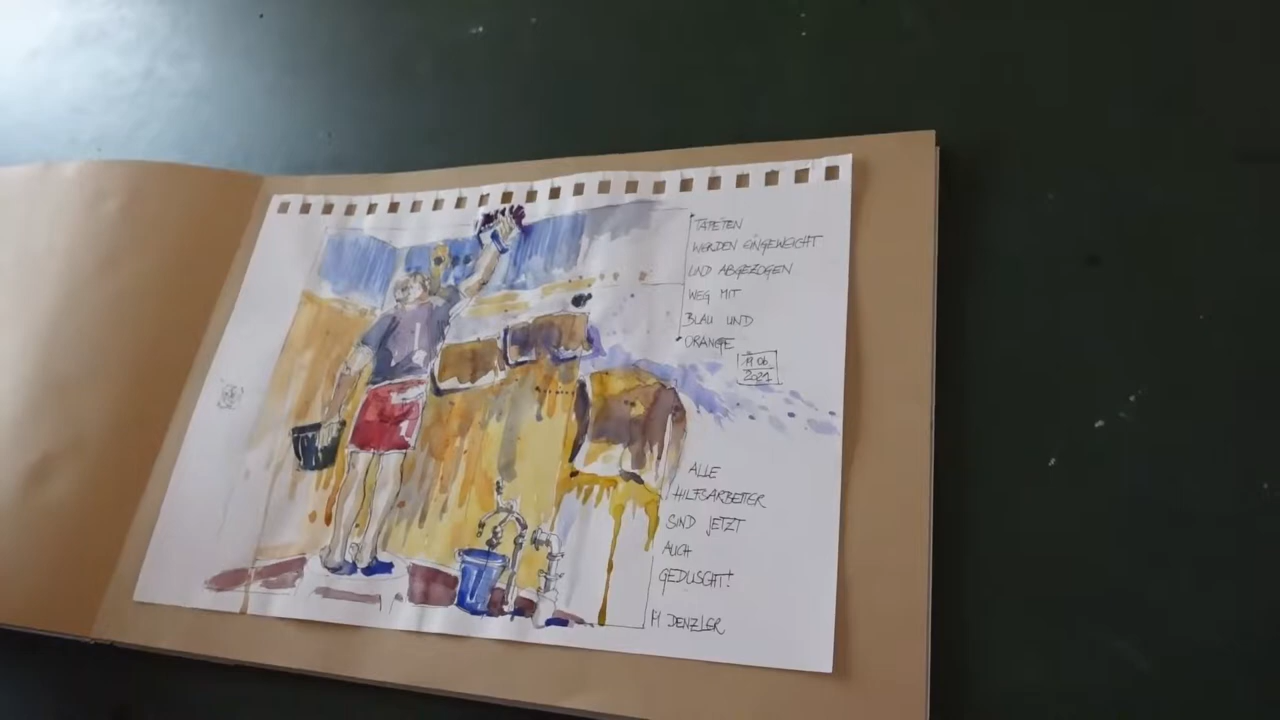 TAPETEN
WERDEN EINGEWEICHT
UND ABGEZOGEN
WEG MIT
BLAU UND
ORANGE
19.06.
2021
ALLE
HILFSARBEITER
SIND JETZT
AUCH
GEDUSCHT!
M DENZLER